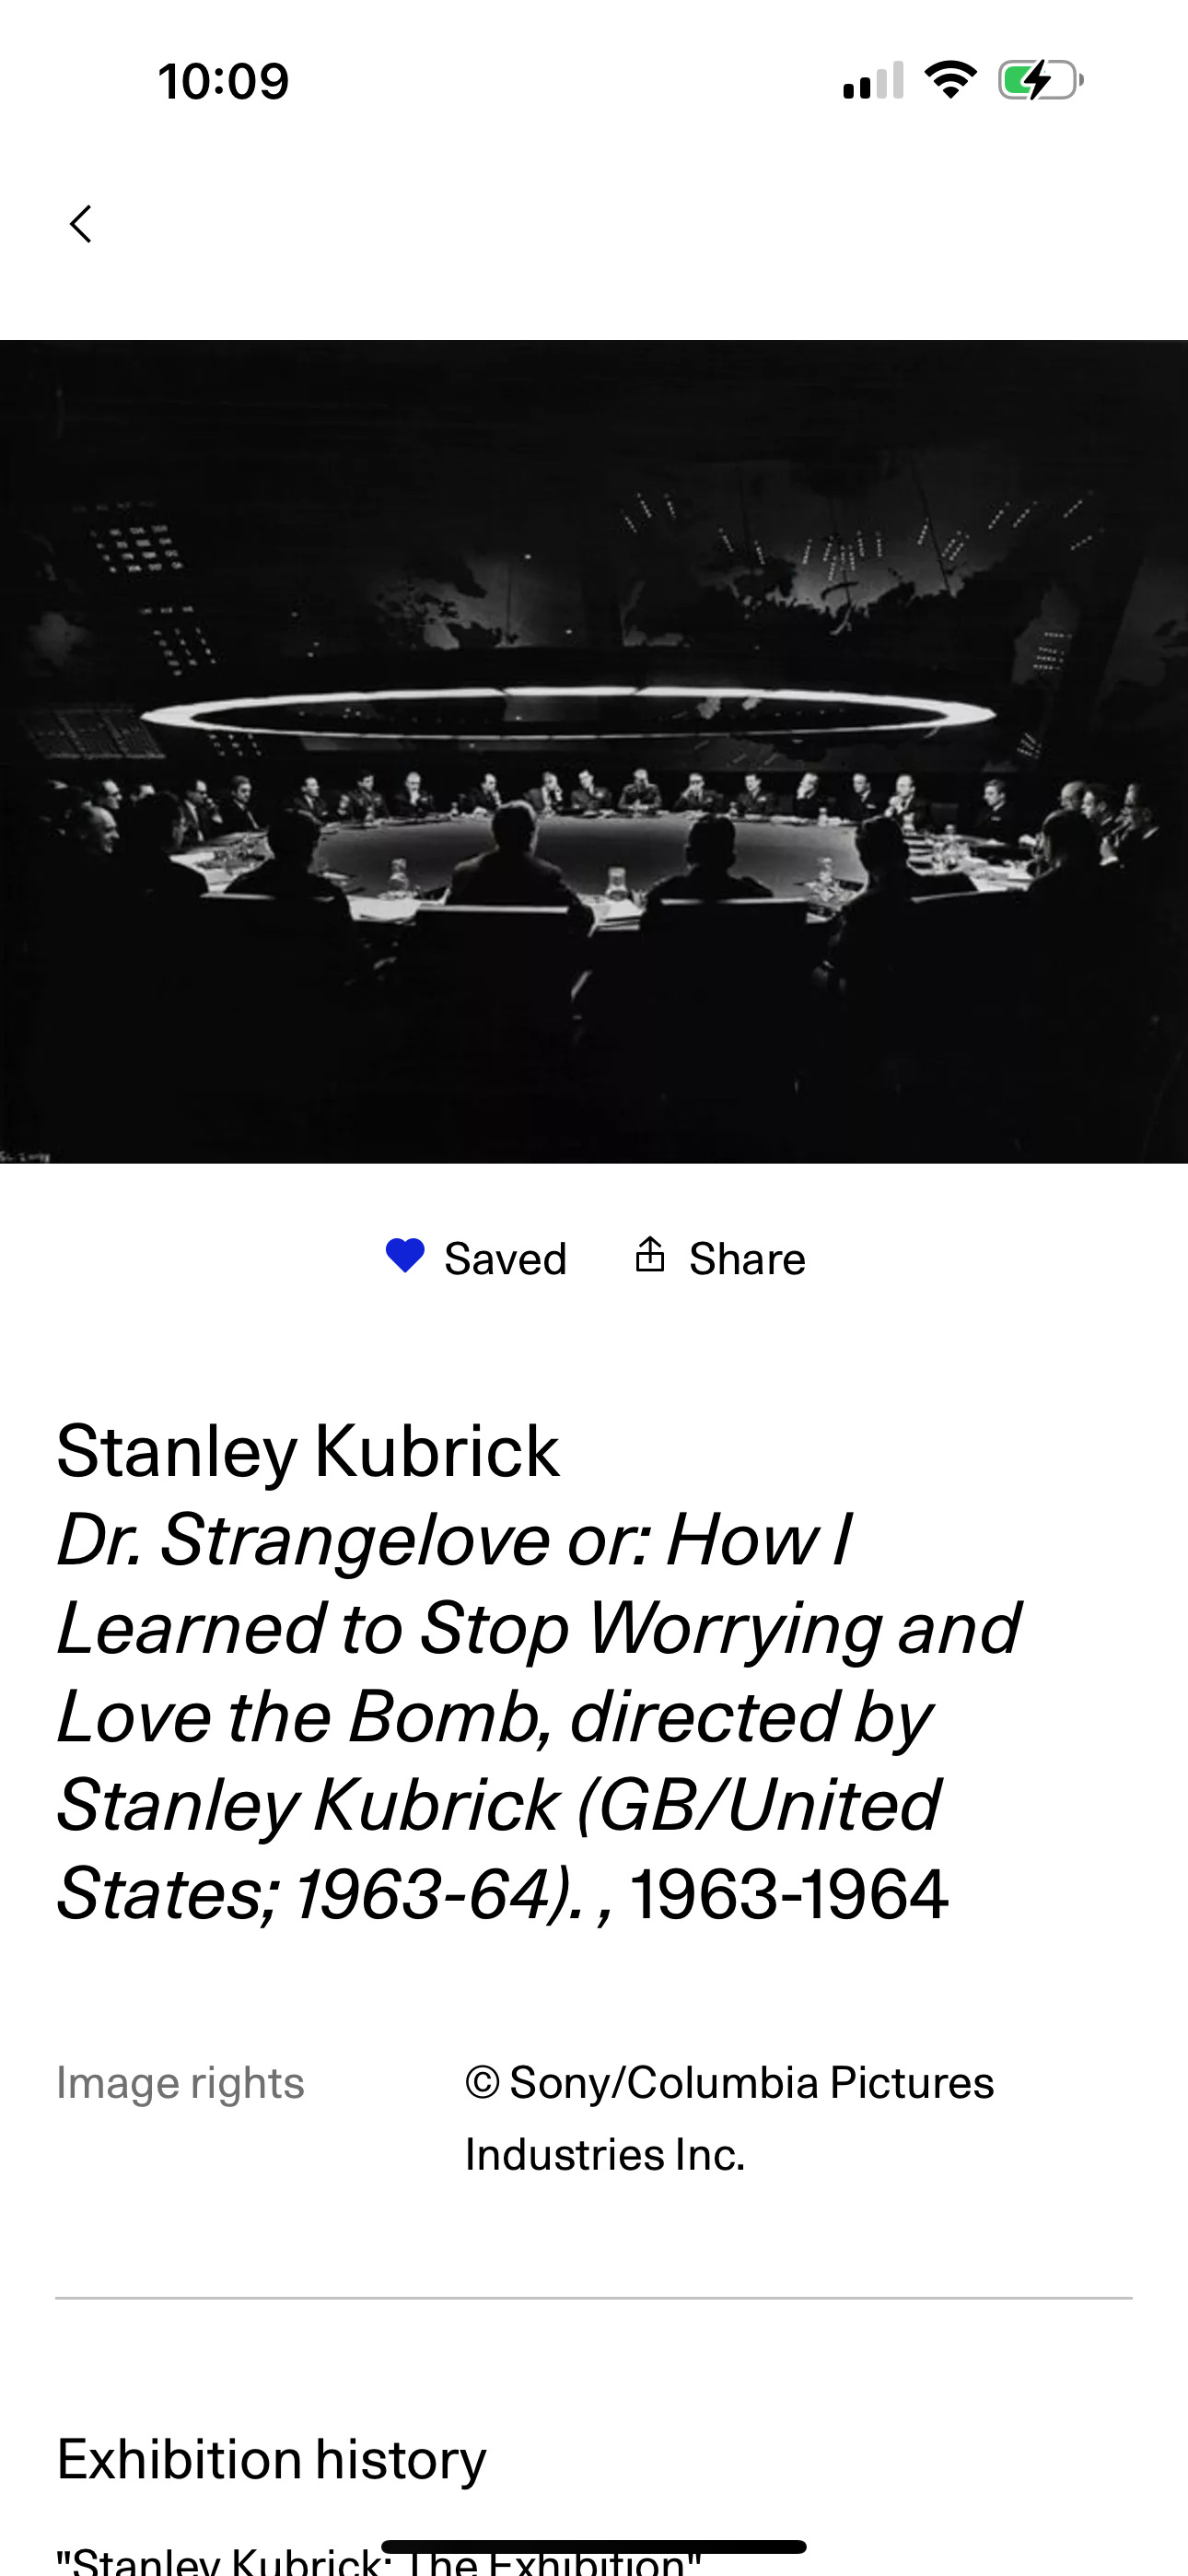 10:09
Saved
Share
Stanley Kubrick
Dr. Strangelove or: How I
Learned to Stop Worrying and
Love the Bomb, directed by
Stanley Kubrick (GB/United
States; 1963-64). , 1963-1964
Image rights
© Sony/Columbia Pictures
Industries Inc.
Exhibition history
"Stanley Kubrick: The Exhibition"